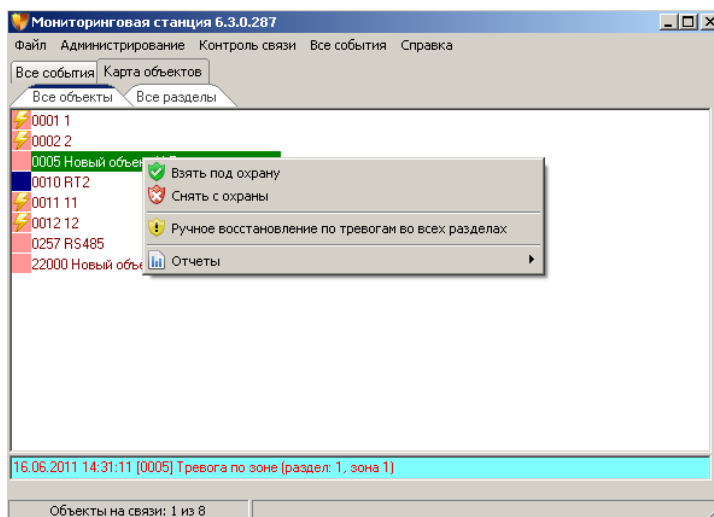 Мониторинговая станция 6.3.0.287
Файл Администрирование Контроль связи Все события Справка
Все события Карта объектов
Все объекты Все разделы
0001 1
0002 2
0005 Новый объек
Взять под охрану
0010 RT2
Снять с охраны
0011 11
0012 12
Ручное восстановление по тревогам во всех разделах
0257 RS485
22000 Новый объе
Отчеты
16.06.2011 14:31:11 [0005] Тревога по зоне (раздел: 1, зона 1)
Объекты на связи: 1 из 8